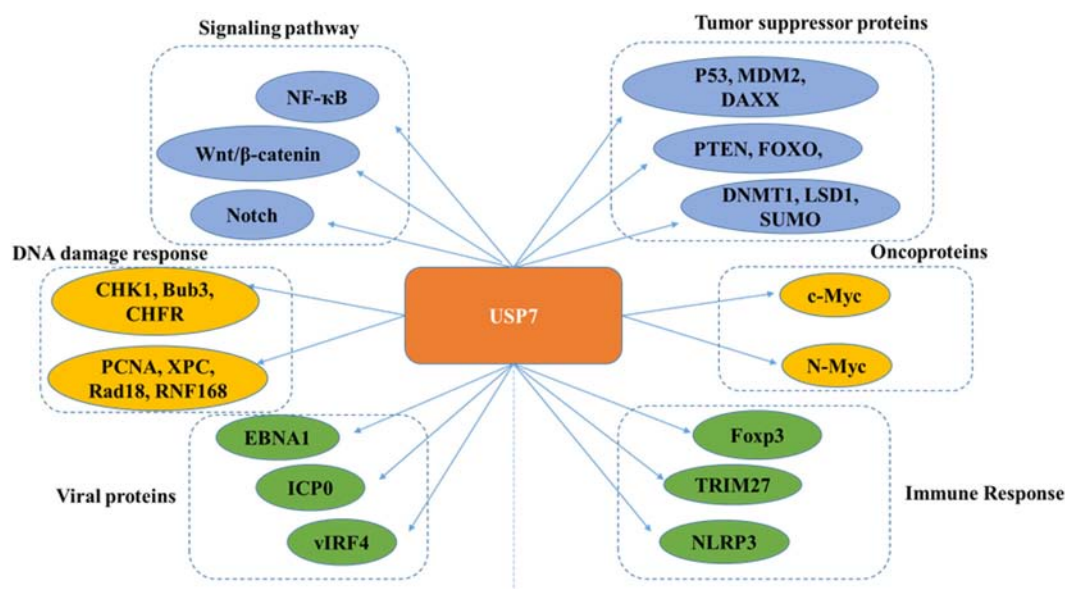 Signaling pathway
NF-κB
Wnt/β-catenin
Notch
Tumor suppressor proteins
P53, MDM2,
DAXX
PTEN, FOXO,
DNMT1, LSD1,
SUMO
DNA damage response
CHK1, Bub3,
CHFR
PCNA, XPC,
Rad18, RNF168
USP7
Oncoproteins
c-Myc
N-Myc
Viral proteins
EBNA1
ICP0
vIRF4
Foxp3
TRIM27
NLRP3
Immune Response